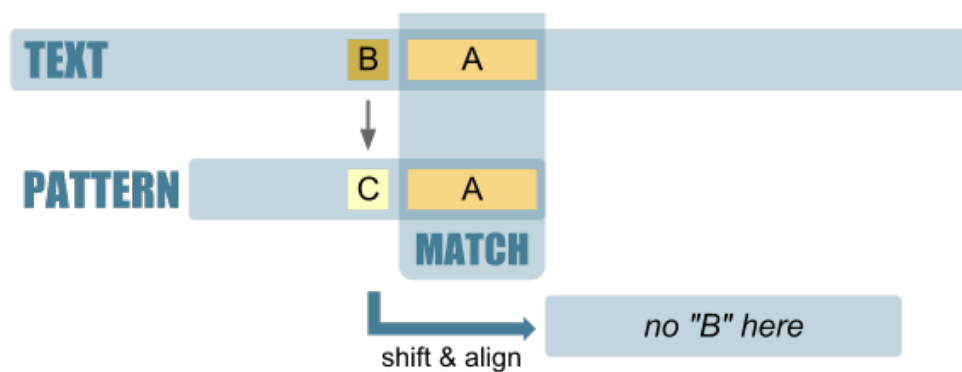 TEXT B A
PATTERN C A
MATCH
no "B" here
shift & align